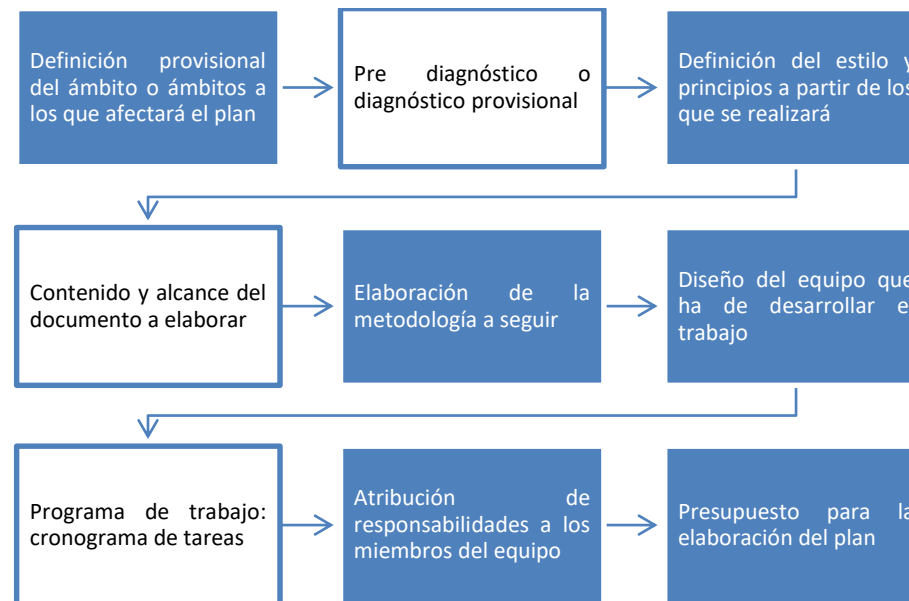 Definición provisional
del ámbito o ámbitos a
los que afectará el plan
Pre diagnóstico o
diagnóstico provisional
Definición del estilo y
principios a partir de los
que se realizará
Contenido y alcance del
documento a elaborar
Elaboración de la
metodología a seguir
Diseño del equipo que
ha de desarrollar el
trabajo
Programa de trabajo:
cronograma de tareas
Atribución de
responsabilidades a los
miembros del equipo
Presupuesto para la
elaboración del plan